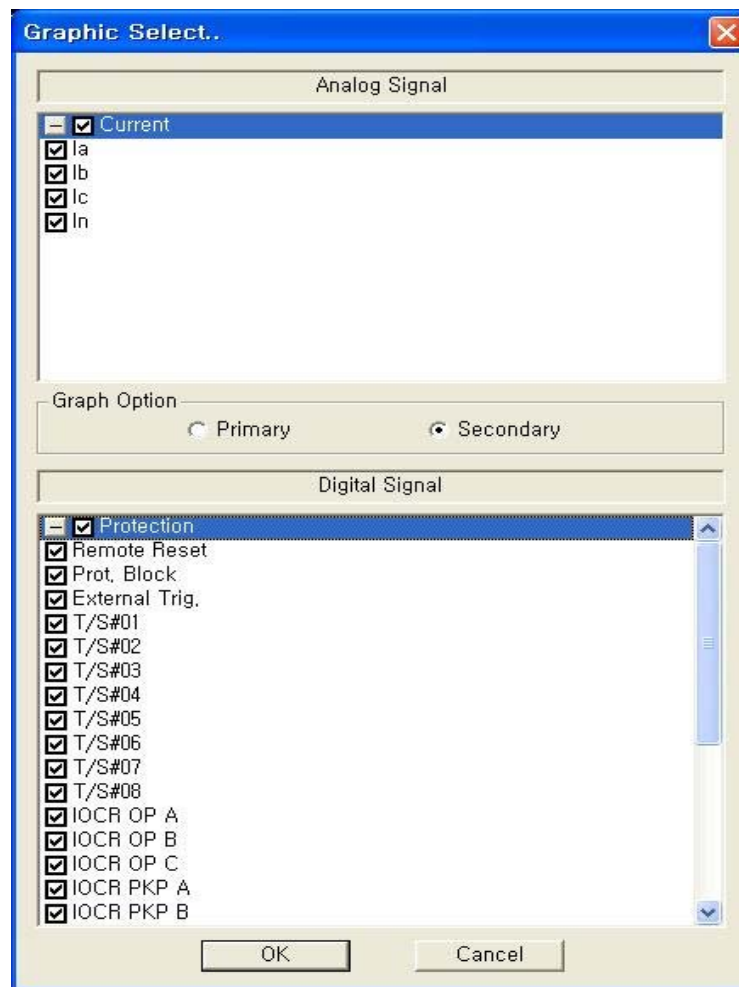 Graphic Select..
Analog Signal
Current
Ia
Ib
Ic
In
Graph Option
Primary Secondary
Digital Signal
Protection
Remote Reset
Prot, Block
External Trig,
T/S#01
T/S#02
T/S#03
T/S#04
T/S#05
T/S#06
T/S#07
T/S#08
IOCR OP A
IOCR OP B
IOCR OP C
IOCR PKP A
IOCR PKP B
OK Cancel